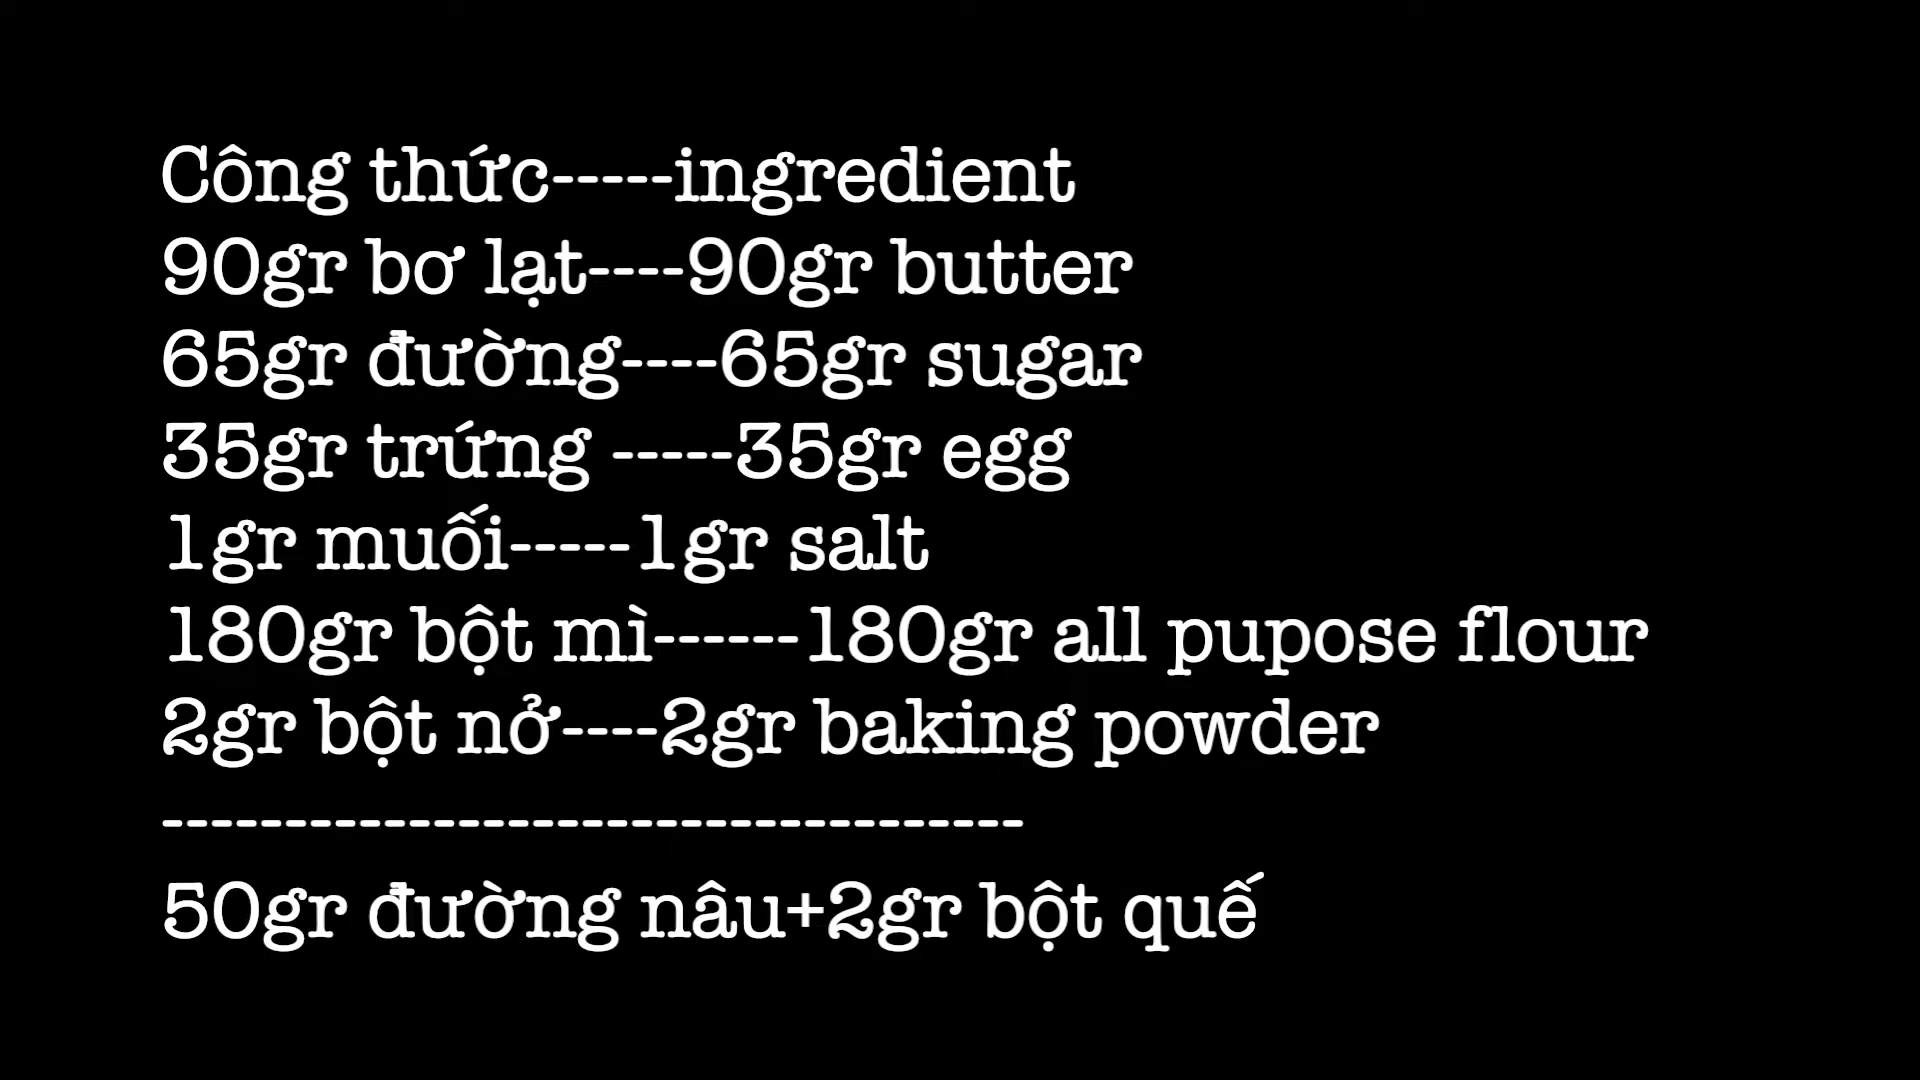 Công thức-----ingredient
90gr bơ lạt----90gr butter
65gr đường----65gr sugar
35gr trứng -----35gr egg
1gr muối-----1gr salt
180gr bột mì------180gr all pupose flour
2gr bột nở----2gr baking powder
-----------------------------------
50gr đường nâu+2gr bột quế